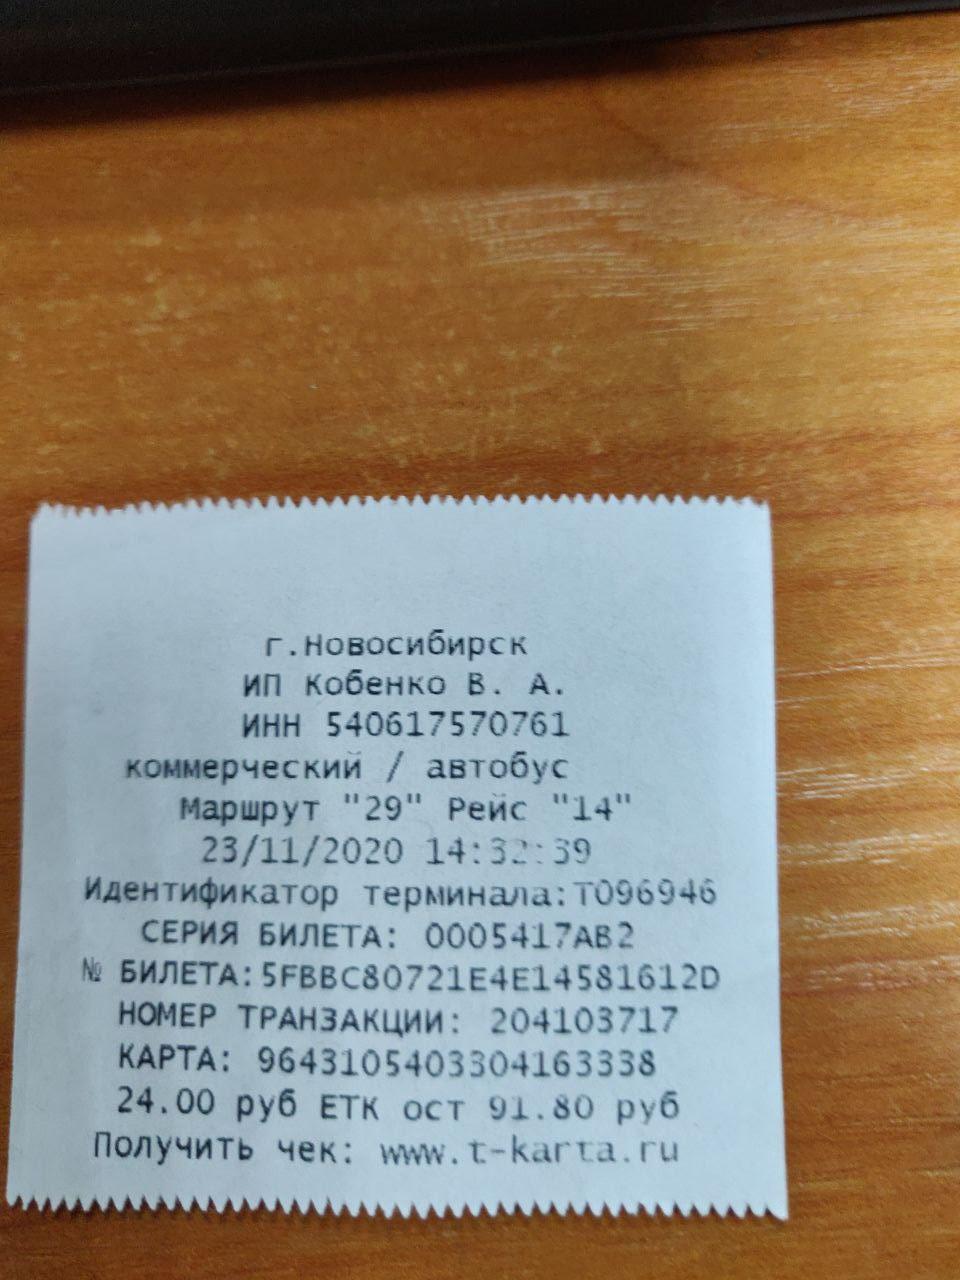 г.Новосибирск
ИП Кобенко В. А.
ИНН 540617570761
коммерческий / автобус
Маршрут "29" Рейс "14"
23/11/2020 14:32:39
Идентификатор терминала:Т096946
СЕРИЯ БИЛЕТА: 0005417AB2
№ БИЛЕТА:5FBBC80721E4E14581612D
НОМЕР ТРАНЗАКЦИИ: 204103717
КАРТА: 9643105403304163338
24.00 руб ЕТК ост 91.80 руб
Получить чек: www.t-karta.ru